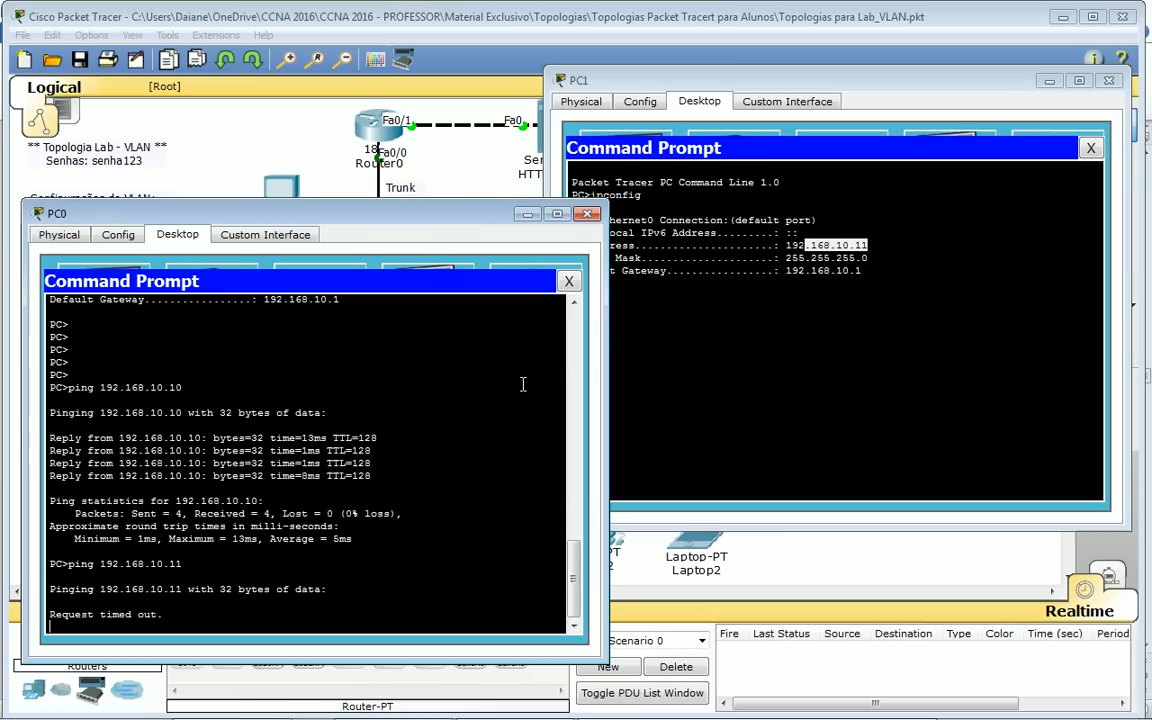 Cisco Packet Tracer - C:\Users\Daiane\OneDrive\CCNA 2016\CCNA 2016 - PROFESSOR\Material Exclusivo\Topologias\Topologias Packet Tracert para Alunos\Topologias para Lab_VLAN.pkt
File Edit Options View Tools Extensions Help
Logical
[Root]
** Topologia Lab - VLAN **
Senhas: senha123
Fa0/1
Fa0
18
Fa0/0
Router0
Trunk
Ser
HTT
PC1
Physical Config Desktop Custom Interface
Command Prompt
X
Packet Tracer PC Command Line 1.0
PC>ipconfig
hernet0 Connection:(default port)
ocal IPv6 Address.........: ::
ress......................: 192.168.10.11
Mask......................: 255.255.255.0
t Gateway.................: 192.168.10.1
PC0
Physical Config Desktop Custom Interface
Command Prompt
X
Default Gateway.................: 192.168.10.1
PC>
PC>
PC>
PC>
PC>
PC>ping 192.168.10.10
Pinging 192.168.10.10 with 32 bytes of data:
Reply from 192.168.10.10: bytes=32 time=13ms TTL=128
Reply from 192.168.10.10: bytes=32 time=1ms TTL=128
Reply from 192.168.10.10: bytes=32 time=1ms TTL=128
Reply from 192.168.10.10: bytes=32 time=8ms TTL=128
Ping statistics for 192.168.10.10:
Packets: Sent = 4, Received = 4, Lost = 0 (0% loss),
Approximate round trip times in milli-seconds:
Minimum = 1ms, Maximum = 13ms, Average = 5ms
PC>ping 192.168.10.11
Pinging 192.168.10.11 with 32 bytes of data:
Request timed out.
PT
2
Laptop-PT
Laptop2
Realtime
Scenario 0
New Delete
Toggle PDU List Window
Fire Last Status Source Destination Type Color Time (sec) Period
Routers
Router-PT